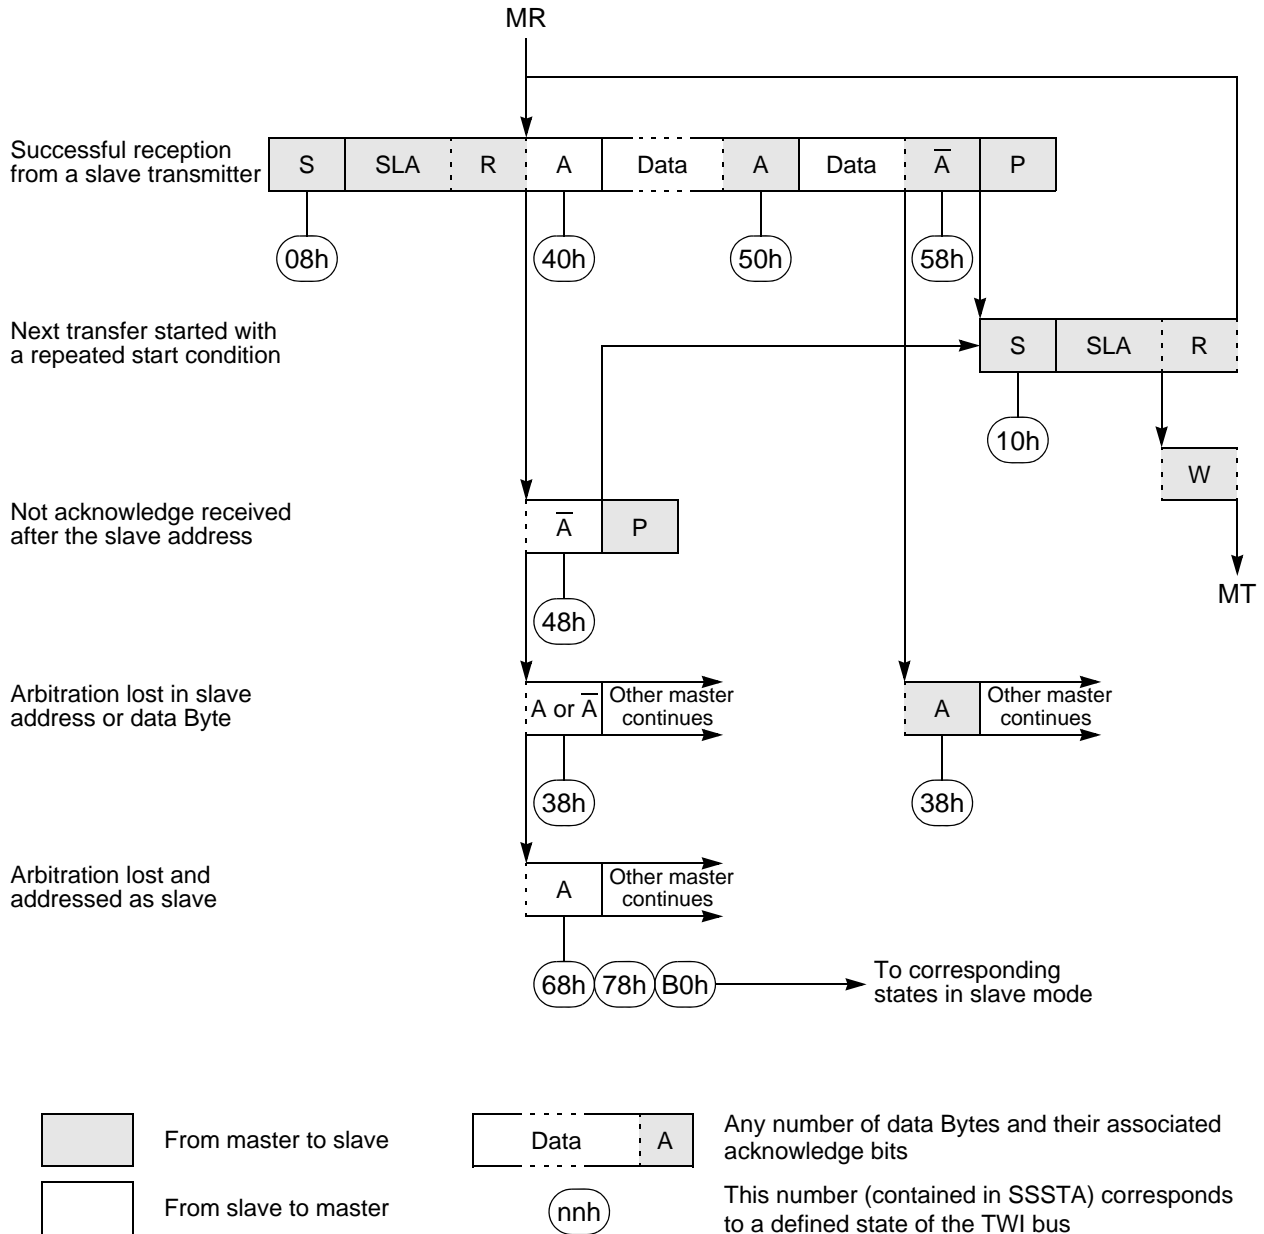 MR
Successful reception
from a slave transmitter
S SLA R A Data A Data A̅ P
08h 40h 50h 58h
Next transfer started with
a repeated start condition
S SLA R
10h
W
MT
Not acknowledge received
after the slave address
A̅ P
48h
Arbitration lost in slave
address or data Byte
A or A̅
Other master
continues
A
Other master
continues
38h 38h
Arbitration lost and
addressed as slave
A
Other master
continues
68h 78h B0h
To corresponding
states in slave mode
From master to slave
Data A
Any number of data Bytes and their associated
acknowledge bits
From slave to master
nnh
This number (contained in SSSTA) corresponds
to a defined state of the TWI bus